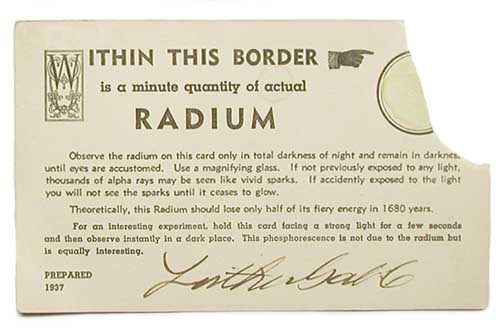 WITHIN THIS BORDER
is a minute quantity of actual
RADIUM
Observe the radium on this card only in total darkness of night and remain in darkness
until eyes are accustomed. Use a magnifying glass. If not previously exposed to any light,
thousands of alpha rays may be seen like vivid sparks. If accidently exposed to the light
you will not see the sparks until it ceases to glow.
Theoretically, this Radium should lose only half of its fiery energy in 1680 years.
For an interesting experiment, hold this card facing a strong light for a few seconds
and then observe instantly in a dark place. This phosphorescence is not due to the radium but
is equally interesting.
PREPARED
1937